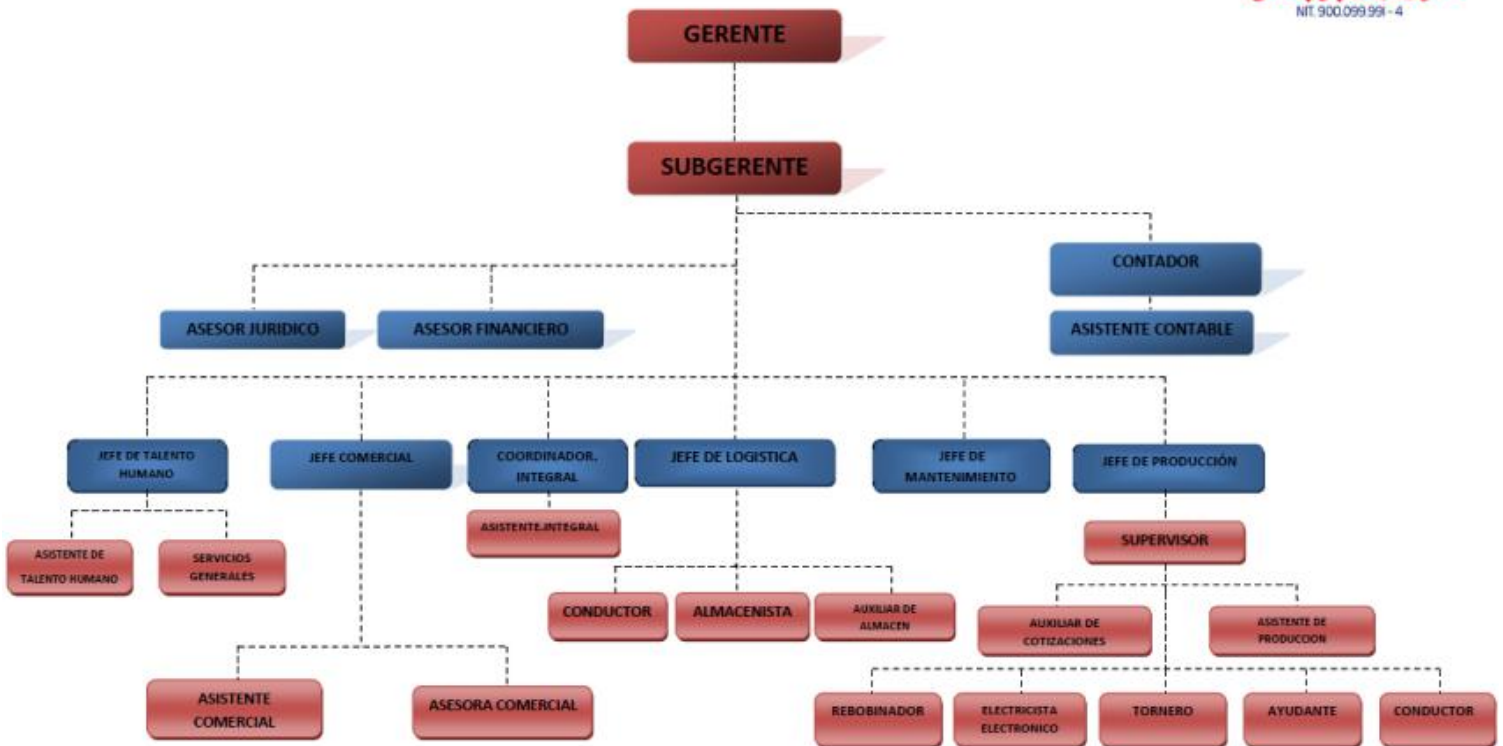 NIT. 900.099.991 - 4
GERENTE
SUBGERENTE
CONTADOR
ASESOR JURIDICO
ASESOR FINANCIERO
ASISTENTE CONTABLE
JEFE DE TALENTO
HUMANO
JEFE COMERCIAL
COORDINADOR.
INTEGRAL
JEFE DE LOGISTICA
JEFE DE
MANTENIMIENTO
JEFE DE PRODUCCIÓN
ASISTENTE DE
TALENTO HUMANO
SERVICIOS
GENERALES
ASISTENTE.INTEGRAL
SUPERVISOR
CONDUCTOR
ALMACENISTA
AUXILIAR DE
ALMACEN
AUXILIAR DE
COTIZACIONES
ASISTENTE DE
PRODUCCION
ASISTENTE
COMERCIAL
ASESORA COMERCIAL
REBOBINADOR
ELECTRICISTA
ELECTRONICO
TORNERO
AYUDANTE
CONDUCTOR